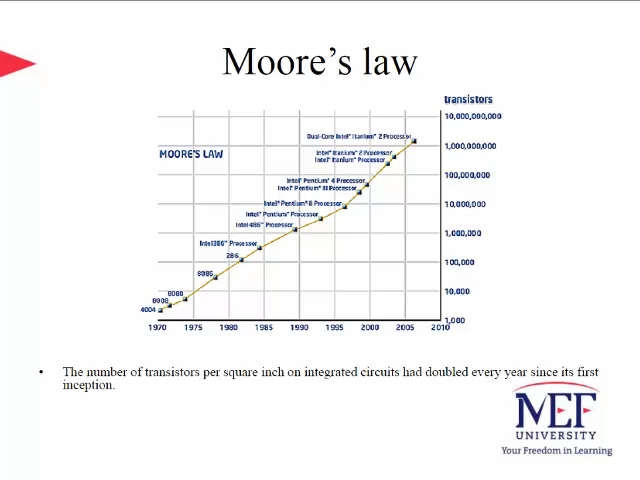 Moore's law
transistors
10,000,000,000
Dual-Core Intel® Itanium® 2 Processor
1,000,000,000
MOORE'S LAW
Intel® Itanium® 2 Processor
Intel® Itanium® Processor
100,000,000
Intel® Pentium® 4 Processor
Intel® Pentium® III Processor
10,000,000
Intel® Pentium® II Processor
Intel® Pentium® Processor
Intel486™ Processor
1,000,000
Intel386™ Processor
286
100,000
8086
10,000
8080
8008
4004
1,000
1970 1975 1980 1985 1990 1995 2000 2005 2010
• The number of transistors per square inch on integrated circuits had doubled every year since its first
inception.
MEF
UNIVERSITY
Your Freedom in Learning